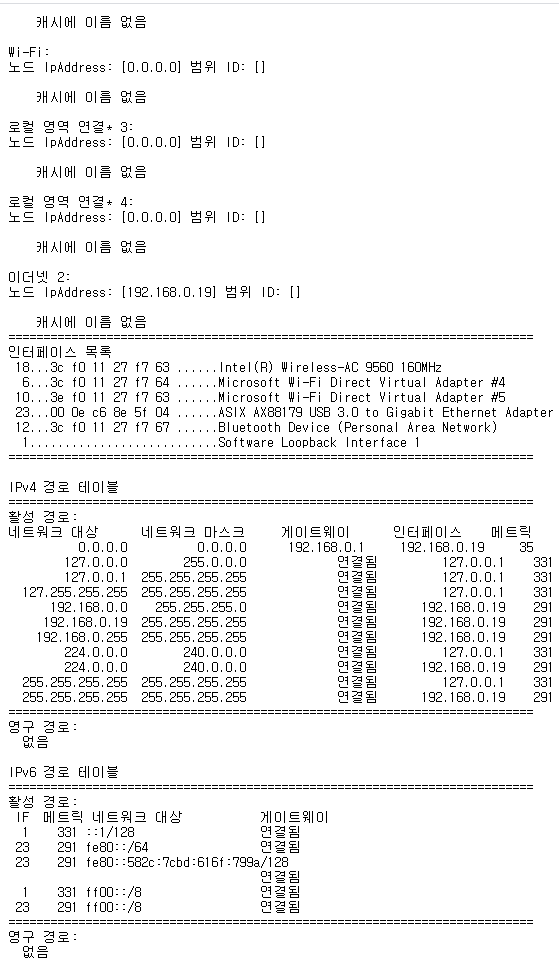 캐시에 이름 없음
Wi-Fi:
노드 IpAddress: [0.0.0.0] 범위 ID: []
캐시에 이름 없음
로컬 영역 연결* 3:
노드 IpAddress: [0.0.0.0] 범위 ID: []
캐시에 이름 없음
로컬 영역 연결* 4:
노드 IpAddress: [0.0.0.0] 범위 ID: []
캐시에 이름 없음
이더넷 2:
노드 IpAddress: [192.168.0.19] 범위 ID: []
캐시에 이름 없음
===========================================================================
인터페이스 목록
18...3c f0 11 27 f7 63 ......Intel(R) Wireless-AC 9560 160MHz
6...3c f0 11 27 f7 64 ......Microsoft Wi-Fi Direct Virtual Adapter #4
10...3e f0 11 27 f7 63 ......Microsoft Wi-Fi Direct Virtual Adapter #5
23...00 0e c6 8e 5f 04 ......ASIX AX88179 USB 3.0 to Gigabit Ethernet Adapter
12...3c f0 11 27 f7 67 ......Bluetooth Device (Personal Area Network)
1...........................Software Loopback Interface 1
===========================================================================
IPv4 경로 테이블
===========================================================================
활성 경로:
네트워크 대상 네트워크 마스크 게이트웨이 인터페이스 메트릭
0.0.0.0 0.0.0.0 192.168.0.1 192.168.0.19 35
127.0.0.0 255.0.0.0 연결됨 127.0.0.1 331
127.0.0.1 255.255.255.255 연결됨 127.0.0.1 331
127.255.255.255 255.255.255.255 연결됨 127.0.0.1 331
192.168.0.0 255.255.255.0 연결됨 192.168.0.19 291
192.168.0.19 255.255.255.255 연결됨 192.168.0.19 291
192.168.0.255 255.255.255.255 연결됨 192.168.0.19 291
224.0.0.0 240.0.0.0 연결됨 127.0.0.1 331
224.0.0.0 240.0.0.0 연결됨 192.168.0.19 291
255.255.255.255 255.255.255.255 연결됨 127.0.0.1 331
255.255.255.255 255.255.255.255 연결됨 192.168.0.19 291
===========================================================================
영구 경로:
없음
IPv6 경로 테이블
===========================================================================
활성 경로:
IF 메트릭 네트워크 대상 게이트웨이
1 331 ::1/128 연결됨
23 291 fe80::/64 연결됨
23 291 fe80::582c:7cbd:616f:799a/128
연결됨
1 331 ff00::/8 연결됨
23 291 ff00::/8 연결됨
===========================================================================
영구 경로:
없음